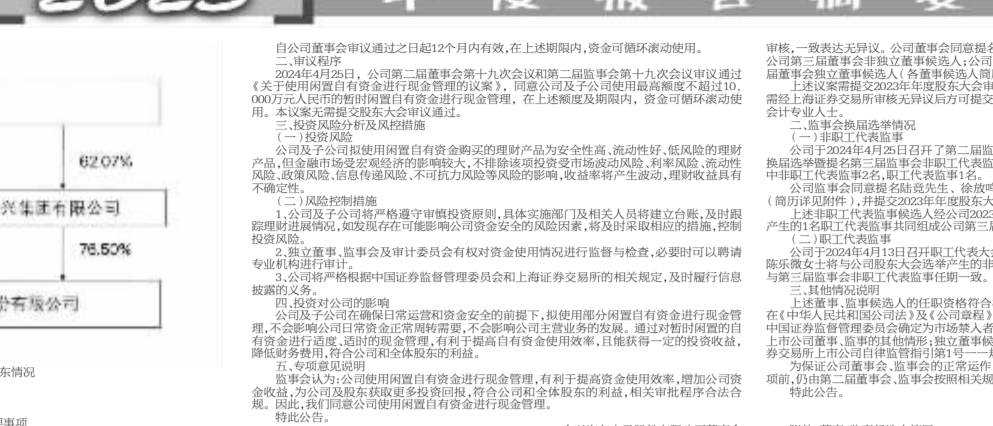 2023 年 度 报 告 摘 要
62.07%
兴集团有限公司
76.50%
份有限公司
东情况
事项
自公司董事会审议通过之日起12个月内有效,在上述期限内,资金可循环滚动使用。
二、审议程序
2024年4月25日，公司第二届董事会第十九次会议和第二届监事会第十九次会议审议通过
《关于使用闲置自有资金进行现金管理的议案》，同意公司及子公司使用最高额度不超过10,
000万元人民币的暂时闲置自有资金进行现金管理，在上述额度及期限内，资金可循环滚动使
用。本议案无需提交股东大会审议通过。
三、投资风险分析及风控措施
(一)投资风险
公司及子公司拟使用闲置自有资金购买的理财产品为安全性高、流动性好、低风险的理财
产品,但金融市场受宏观经济的影响较大,不排除该项投资受市场波动风险、利率风险、流动性
风险、政策风险、信息传递风险、不可抗力风险等风险的影响,收益率将产生波动,理财收益具有
不确定性。
(二)风险控制措施
1、公司及子公司将严格遵守审慎投资原则,具体实施部门及相关人员将建立台账,及时跟
踪理财进展情况,如发现存在可能影响公司资金安全的风险因素,将及时采取相应的措施,控制
投资风险。
2、独立董事、监事会及审计委员会有权对资金使用情况进行监督与检查,必要时可以聘请
专业机构进行审计。
3、公司将严格根据中国证券监督管理委员会和上海证券交易所的相关规定,及时履行信息
披露的义务。
四、投资对公司的影响
公司及子公司在确保日常运营和资金安全的前提下,拟使用部分闲置自有资金进行现金管
理,不会影响公司日常资金正常周转需要,不会影响公司主营业务的发展。通过对暂时闲置的自
有资金进行适度、适时的现金管理,有利于提高自有资金使用效率,且能获得一定的投资收益,
降低财务费用,符合公司和全体股东的利益。
五、专项意见说明
监事会认为:公司使用闲置自有资金进行现金管理,有利于提高资金使用效率,增加公司资
金收益,为公司及股东获取更多投资回报,符合公司和全体股东的利益,相关审批程序合法合
规。因此,我们同意公司使用闲置自有资金进行现金管理。
特此公告。
审核,一致表达无异议。公司董事会同意提名
公司第三届董事会非独立董事候选人;公司
届董事会独立董事候选人(各董事候选人简
上述议案需提交2023年年度股东大会审
需经上海证券交易所审核无异议后方可提交
会计专业人士。
二、监事会换届选举情况
(一)非职工代表监事
公司于2024年4月25日召开了第二届监
换届选举暨提名第三届监事会非职工代表监
中非职工代表监事2名,职工代表监事1名。
公司监事会同意提名陆竞先生、徐放鸣
(简历详见附件),并提交2023年年度股东大
上述非职工代表监事候选人经公司2023
产生的1名职工代表监事共同组成公司第三届
(二)职工代表监事
公司于2024年4月13日召开职工代表大会
陈乐微女士将与公司股东大会选举产生的非
与第三届监事会非职工代表监事任期一致。
三、其他情况说明
上述董事、监事候选人的任职资格符合
在《中华人民共和国公司法》及《公司章程》
中国证券监督管理委员会确定为市场禁入者
上市公司董事、监事的其他情形;独立董事候
券交易所上市公司自律监管指引第1号——规
为保证公司董事会、监事会的正常运作
项前,仍由第二届董事会、监事会按照相关规
特此公告。